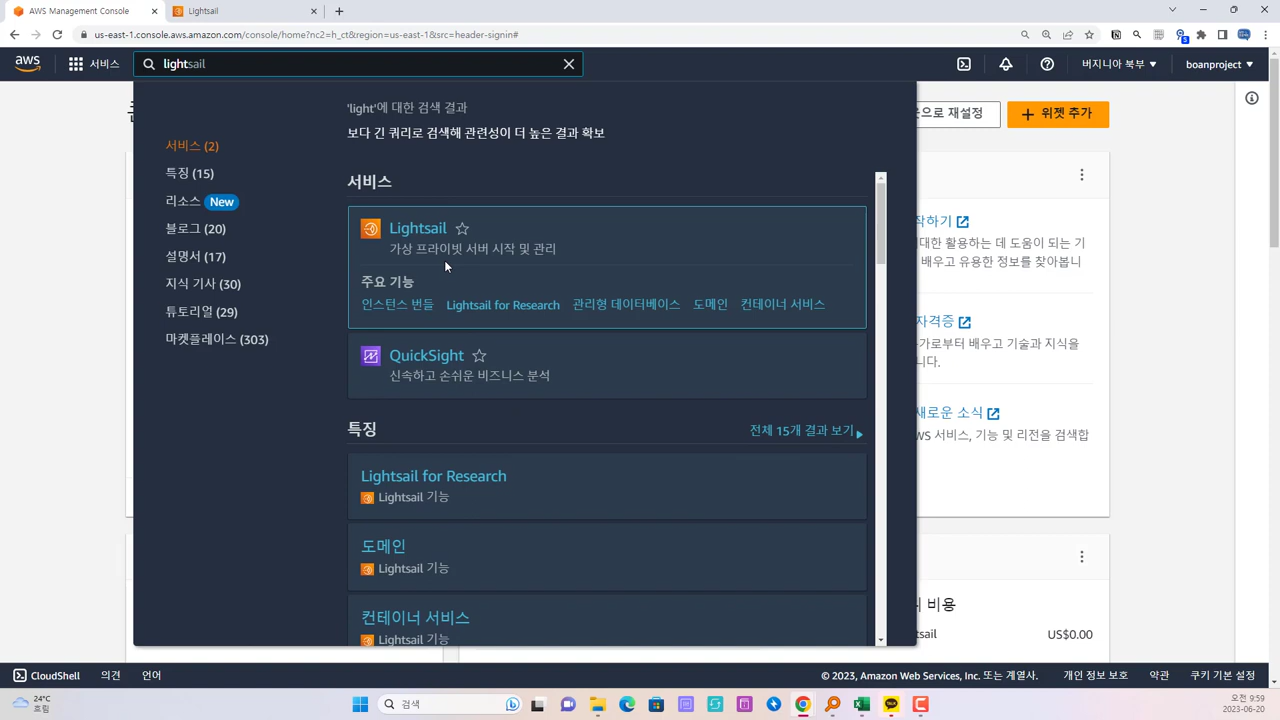 AWS Management Console
Lightsail
us-east-1.console.aws.amazon.com/console/home?nc2=h_ct&region=us-east-1&src=header-signin#
aws
서비스
lightsail
버지니아 북부
boanproject
'light'에 대한 검색 결과
보다 긴 쿼리로 검색해 관련성이 더 높은 결과 확보
으로 재설정
위젯 추가
서비스 (2)
특징 (15)
리소스 New
블로그 (20)
설명서 (17)
지식 기사 (30)
튜토리얼 (29)
마켓플레이스 (303)
서비스
Lightsail
가상 프라이빗 서버 시작 및 관리
주요 기능
인스턴스 번들 Lightsail for Research 관리형 데이터베이스 도메인 컨테이너 서비스
QuickSight
신속하고 손쉬운 비즈니스 분석
특징
전체 15개 결과 보기
Lightsail for Research
Lightsail 기능
도메인
Lightsail 기능
컨테이너 서비스
Lightsail 기능
작하기
대한 활용하는 데 도움이 되는 기
배우고 유용한 정보를 찾아봅니
자격증
가로부터 배우고 기술과 지식을
니다.
새로운 소식
WS 서비스, 기능 및 리전을 검색합
비용
sail
US$0.00
CloudShell
의견
언어
© 2023, Amazon Web Services, Inc. 또는 계열사.
개인 정보 보호
약관
쿠키 기본 설정
24°C
흐림
검색
오전 9:59
2023-06-20